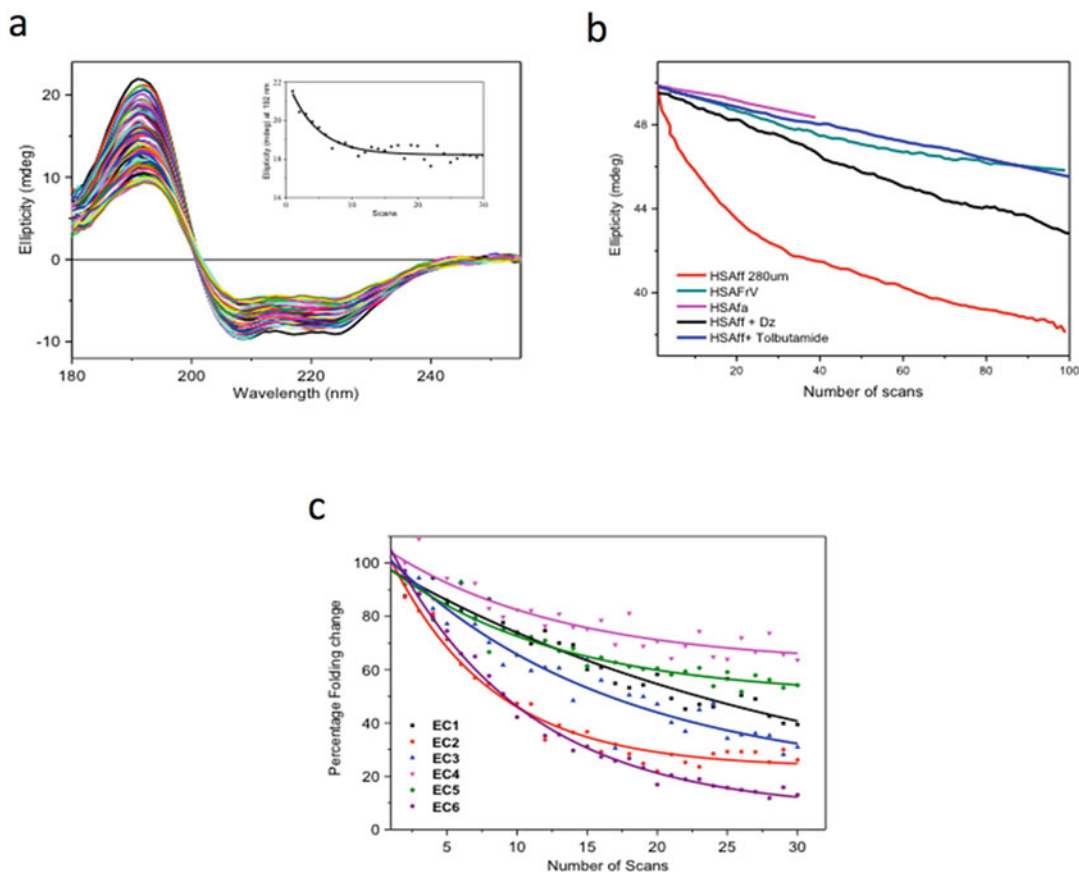 a
20
10
0
-10
180
200
220
240
Ellipticity (mdeg)
Wavelength (nm)
22
20
18
16
0
10
20
30
Ellipticity (mdeg) at 192 nm
Scans
b
48
44
40
20
40
60
80
100
Ellipticity (mdeg)
Number of scans
HSAff 280um
HSAFrV
HSAfa
HSAff + Dz
HSAff+ Tolbutamide
c
100
80
60
40
20
0
5
10
15
20
25
30
Percentage Folding change
Number of Scans
EC1
EC2
EC3
EC4
EC5
EC6